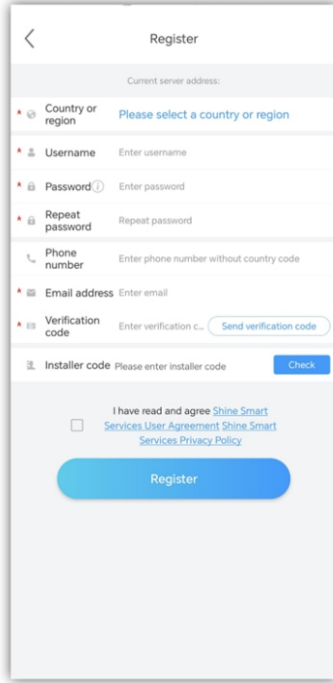 Register
Current server address:
* Country or
region
Please select a country or region
* Username Enter username
* Password Enter password
* Repeat
password
Repeat password
Phone
number
Enter phone number without country code
* Email address Enter email
* Verification
code
Enter verification c... Send verification code
Installer code Please enter installer code Check
I have read and agree Shine Smart
Services User Agreement Shine Smart
Services Privacy Policy
Register